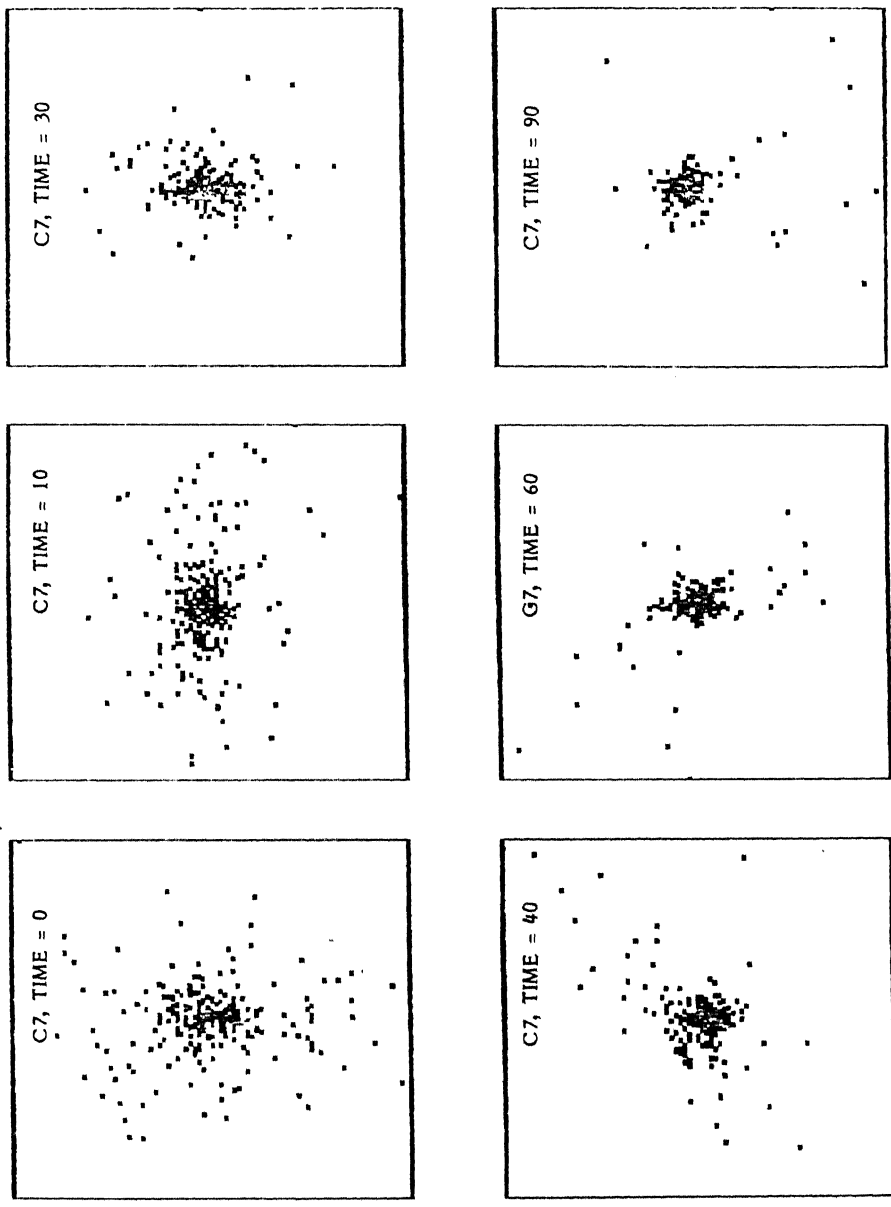 C7, TIME = 0
C7, TIME = 10
C7, TIME = 30
C7, TIME = 40
G7, TIME = 60
C7, TIME = 90